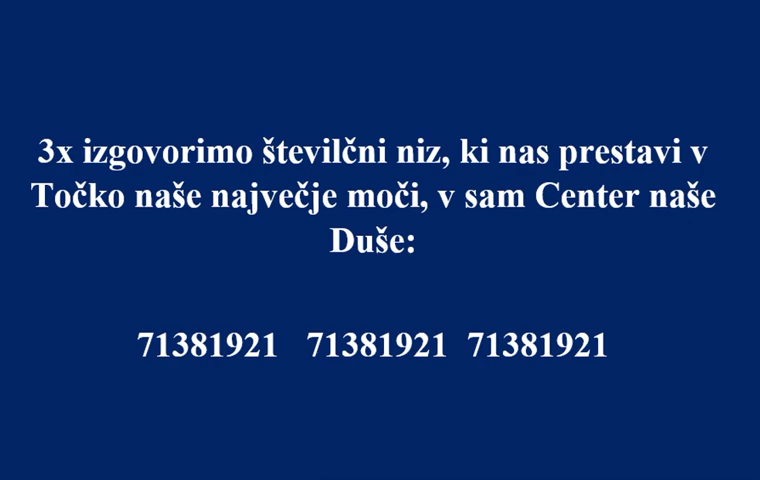 3x izgovorimo številčni niz, ki nas prestavi v
Točko naše največje moči, v sam Center naše
Duše:
71381921 71381921 71381921